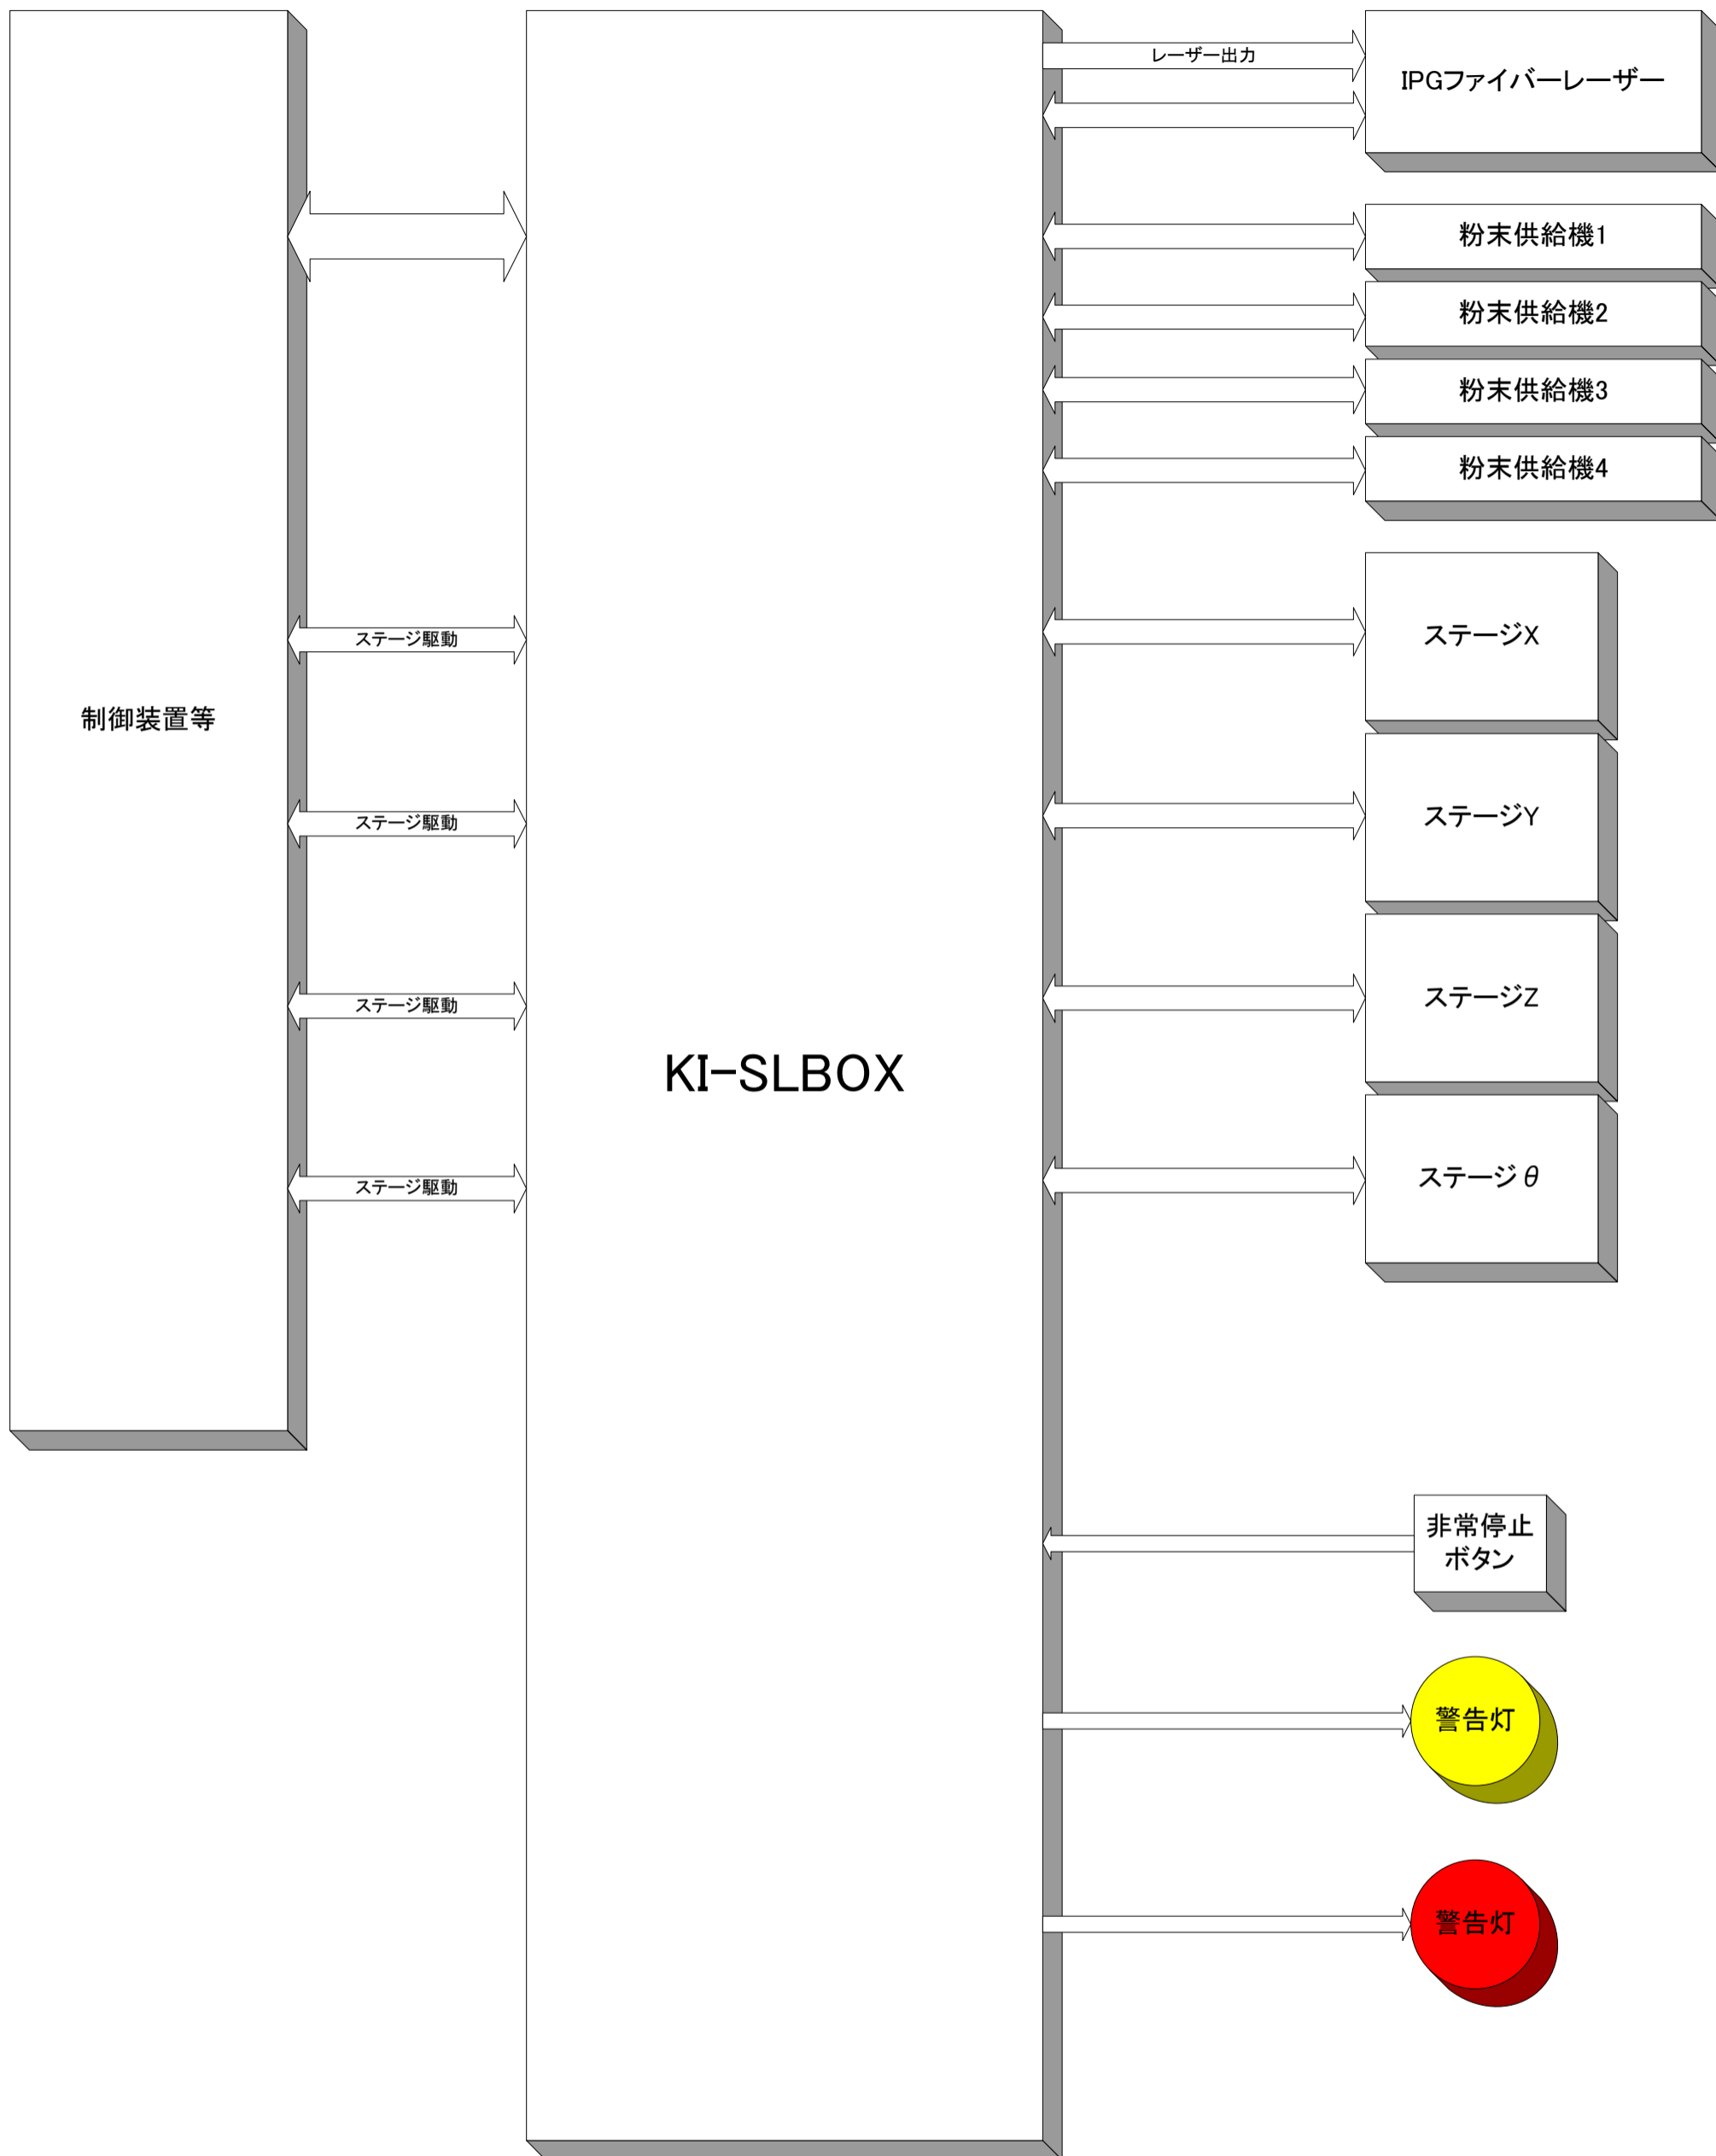 レーザー出力
IPGファイバーレーザー
粉末供給機1
粉末供給機2
粉末供給機3
粉末供給機4
ステージ駆動
ステージX
制御装置等
ステージ駆動
ステージY
ステージ駆動
ステージZ
KI-SLBOX
ステージ駆動
ステージθ
非常停止
ボタン
警告灯
警告灯